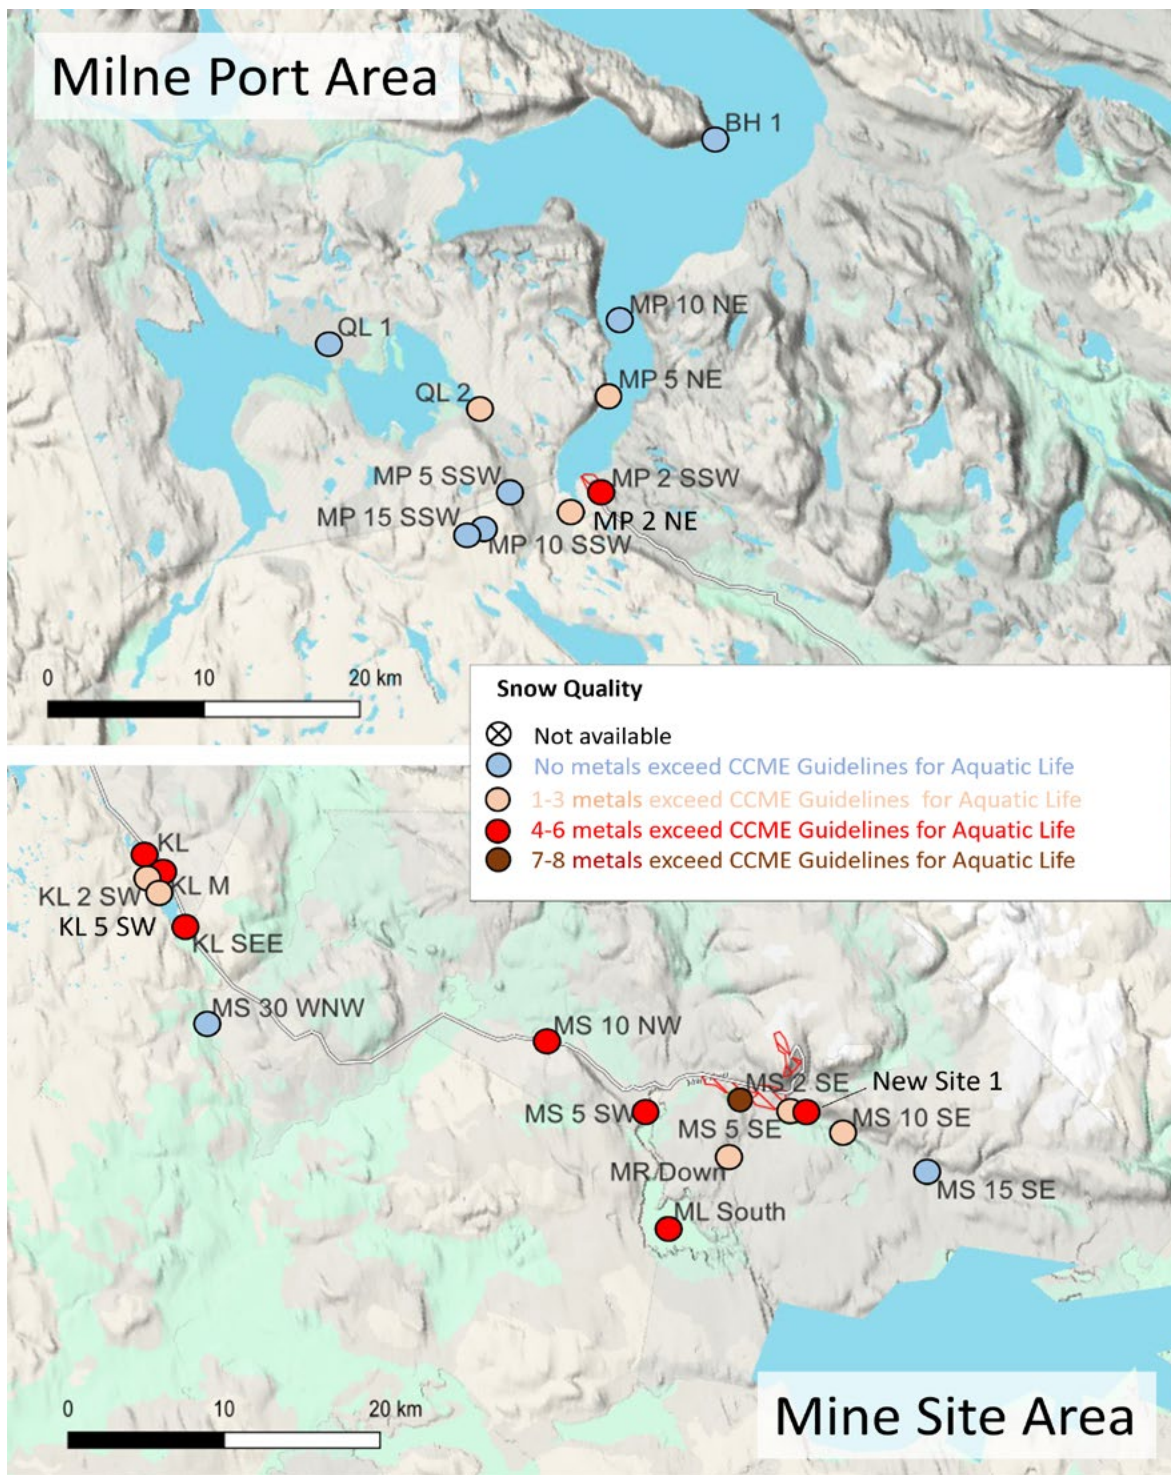 Milne Port Area
BH 1
MP 10 NE
QL 1
MP 5 NE
QL 2
MP 5 SSW
MP 2 SSW
MP 15 SSW
MP 2 NE
MP 10 SSW
0 10 20 km
Snow Quality
Not available
No metals exceed CCME Guidelines for Aquatic Life
1-3 metals exceed CCME Guidelines for Aquatic Life
4-6 metals exceed CCME Guidelines for Aquatic Life
7-8 metals exceed CCME Guidelines for Aquatic Life
KL
KL M
KL 2 SW
KL 5 SW
KL SEE
MS 30 WNW
MS 10 NW
MS 2 SE
New Site 1
MS 5 SW
MS 5 SE
MS 10 SE
MR Down
MS 15 SE
ML South
0 10 20 km
Mine Site Area